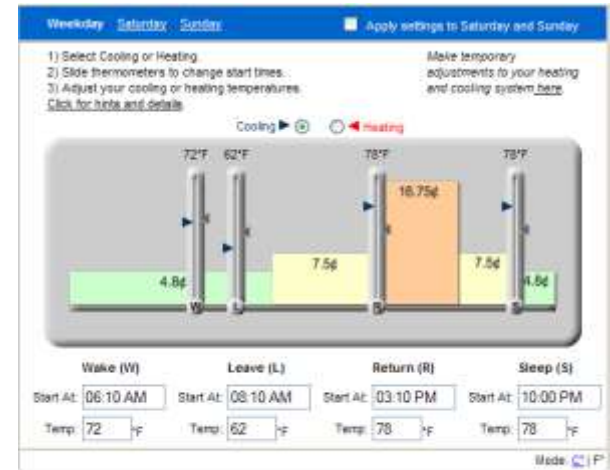 Weekday Saturday Sunday Apply settings to Saturday and Sunday
1) Select Cooling or Heating.
2) Slide thermometers to change start times.
3) Adjust your cooling or heating temperatures.
Click for hints and details.
Make temporary
adjustments to your heating
and cooling system here.
Cooling Heating
72°F 62°F 78°F 78°F
16.75¢
7.5¢ 7.5¢
4.8¢ 4.8¢
W L R S
Wake (W) Leave (L) Return (R) Sleep (S)
Start At: 06:10 AM Start At: 08:10 AM Start At: 03:10 PM Start At: 10:00 PM
Temp: 72 °F Temp: 62 °F Temp: 78 °F Temp: 78 °F
Mode: C° | F°